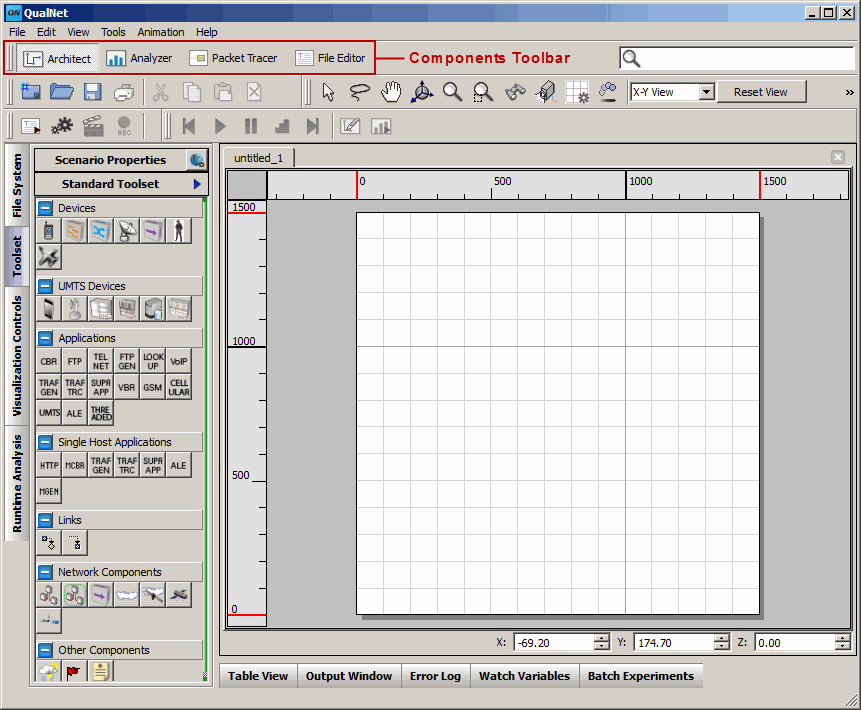 QN QualNet
File Edit View Tools Animation Help
Architect Analyzer Packet Tracer File Editor Components Toolbar
X-Y View Reset View »
REC
File System
Toolset
Visualization Controls
Runtime Analysis
Scenario Properties
Standard Toolset
Devices
UMTS Devices
Applications
CBR FTP TEL NET FTP GEN LOOK UP VoIP
TRAF GEN TRAF TRC SUPR APP VBR GSM CELL ULAR
UMTS ALE THRE ADED
Single Host Applications
HTTP MCBR TRAF GEN TRAF TRC SUPR APP ALE
MGEN
Links
Network Components
Other Components
untitled_1
0 500 1000 1500
1500
1000
500
0
X: -69.20 Y: 174.70 Z: 0.00
Table View Output Window Error Log Watch Variables Batch Experiments